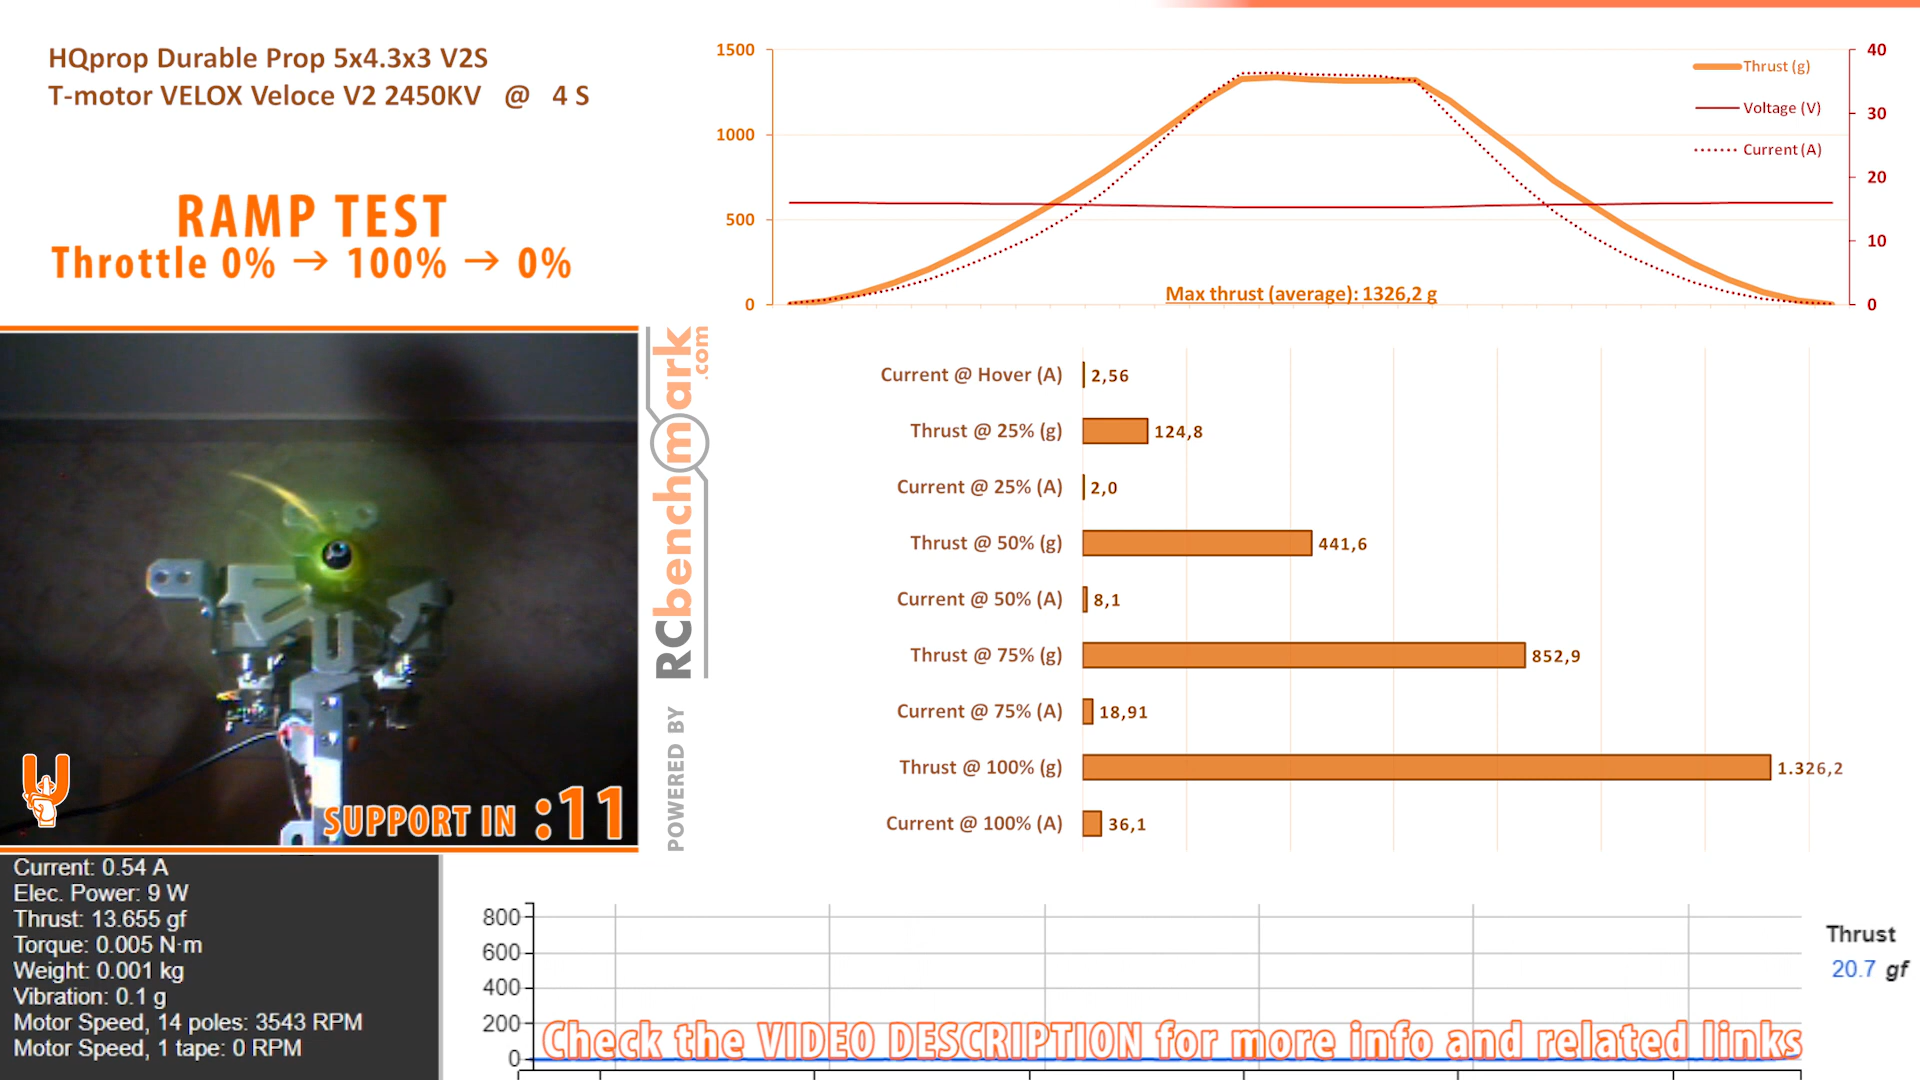 HQprop Durable Prop 5x4.3x3 V2S
T-motor VELOX Veloce V2 2450KV @ 4 S
RAMP TEST
Throttle 0% → 100% → 0%
1500
1000
500
0
40
30
20
10
0
Thrust (g)
Voltage (V)
Current (A)
Max thrust (average): 1326,2 g
POWERED BY RCbenchmark.com
Current @ Hover (A) 2,56
Thrust @ 25% (g) 124,8
Current @ 25% (A) 2,0
Thrust @ 50% (g) 441,6
Current @ 50% (A) 8,1
Thrust @ 75% (g) 852,9
Current @ 75% (A) 18,91
Thrust @ 100% (g) 1.326,2
Current @ 100% (A) 36,1
SUPPORT IN :11
Current: 0.54 A
Elec. Power: 9 W
Thrust: 13.655 gf
Torque: 0.005 N·m
Weight: 0.001 kg
Vibration: 0.1 g
Motor Speed, 14 poles: 3543 RPM
Motor Speed, 1 tape: 0 RPM
800
600
400
200
0
Thrust
20.7 gf
Check the VIDEO DESCRIPTION for more info and related links